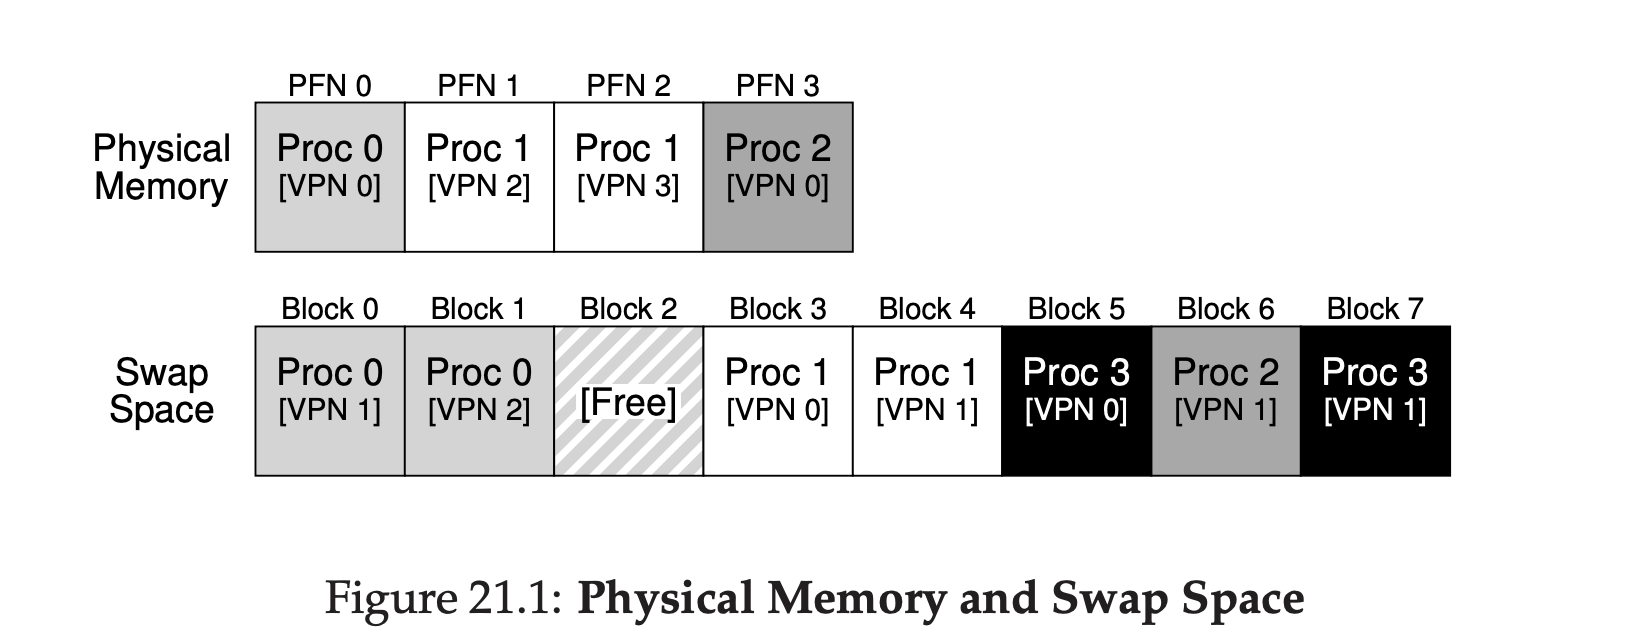 PFN 0 PFN 1 PFN 2 PFN 3
Physical Memory
Proc 0 Proc 1 Proc 1 Proc 2
[VPN 0] [VPN 2] [VPN 3] [VPN 0]
Block 0 Block 1 Block 2 Block 3 Block 4 Block 5 Block 6 Block 7
Swap Space
Proc 0 Proc 0 [Free] Proc 1 Proc 1 Proc 3 Proc 2 Proc 3
[VPN 1] [VPN 2] [VPN 0] [VPN 1] [VPN 0] [VPN 1] [VPN 1]
Figure 21.1: Physical Memory and Swap Space